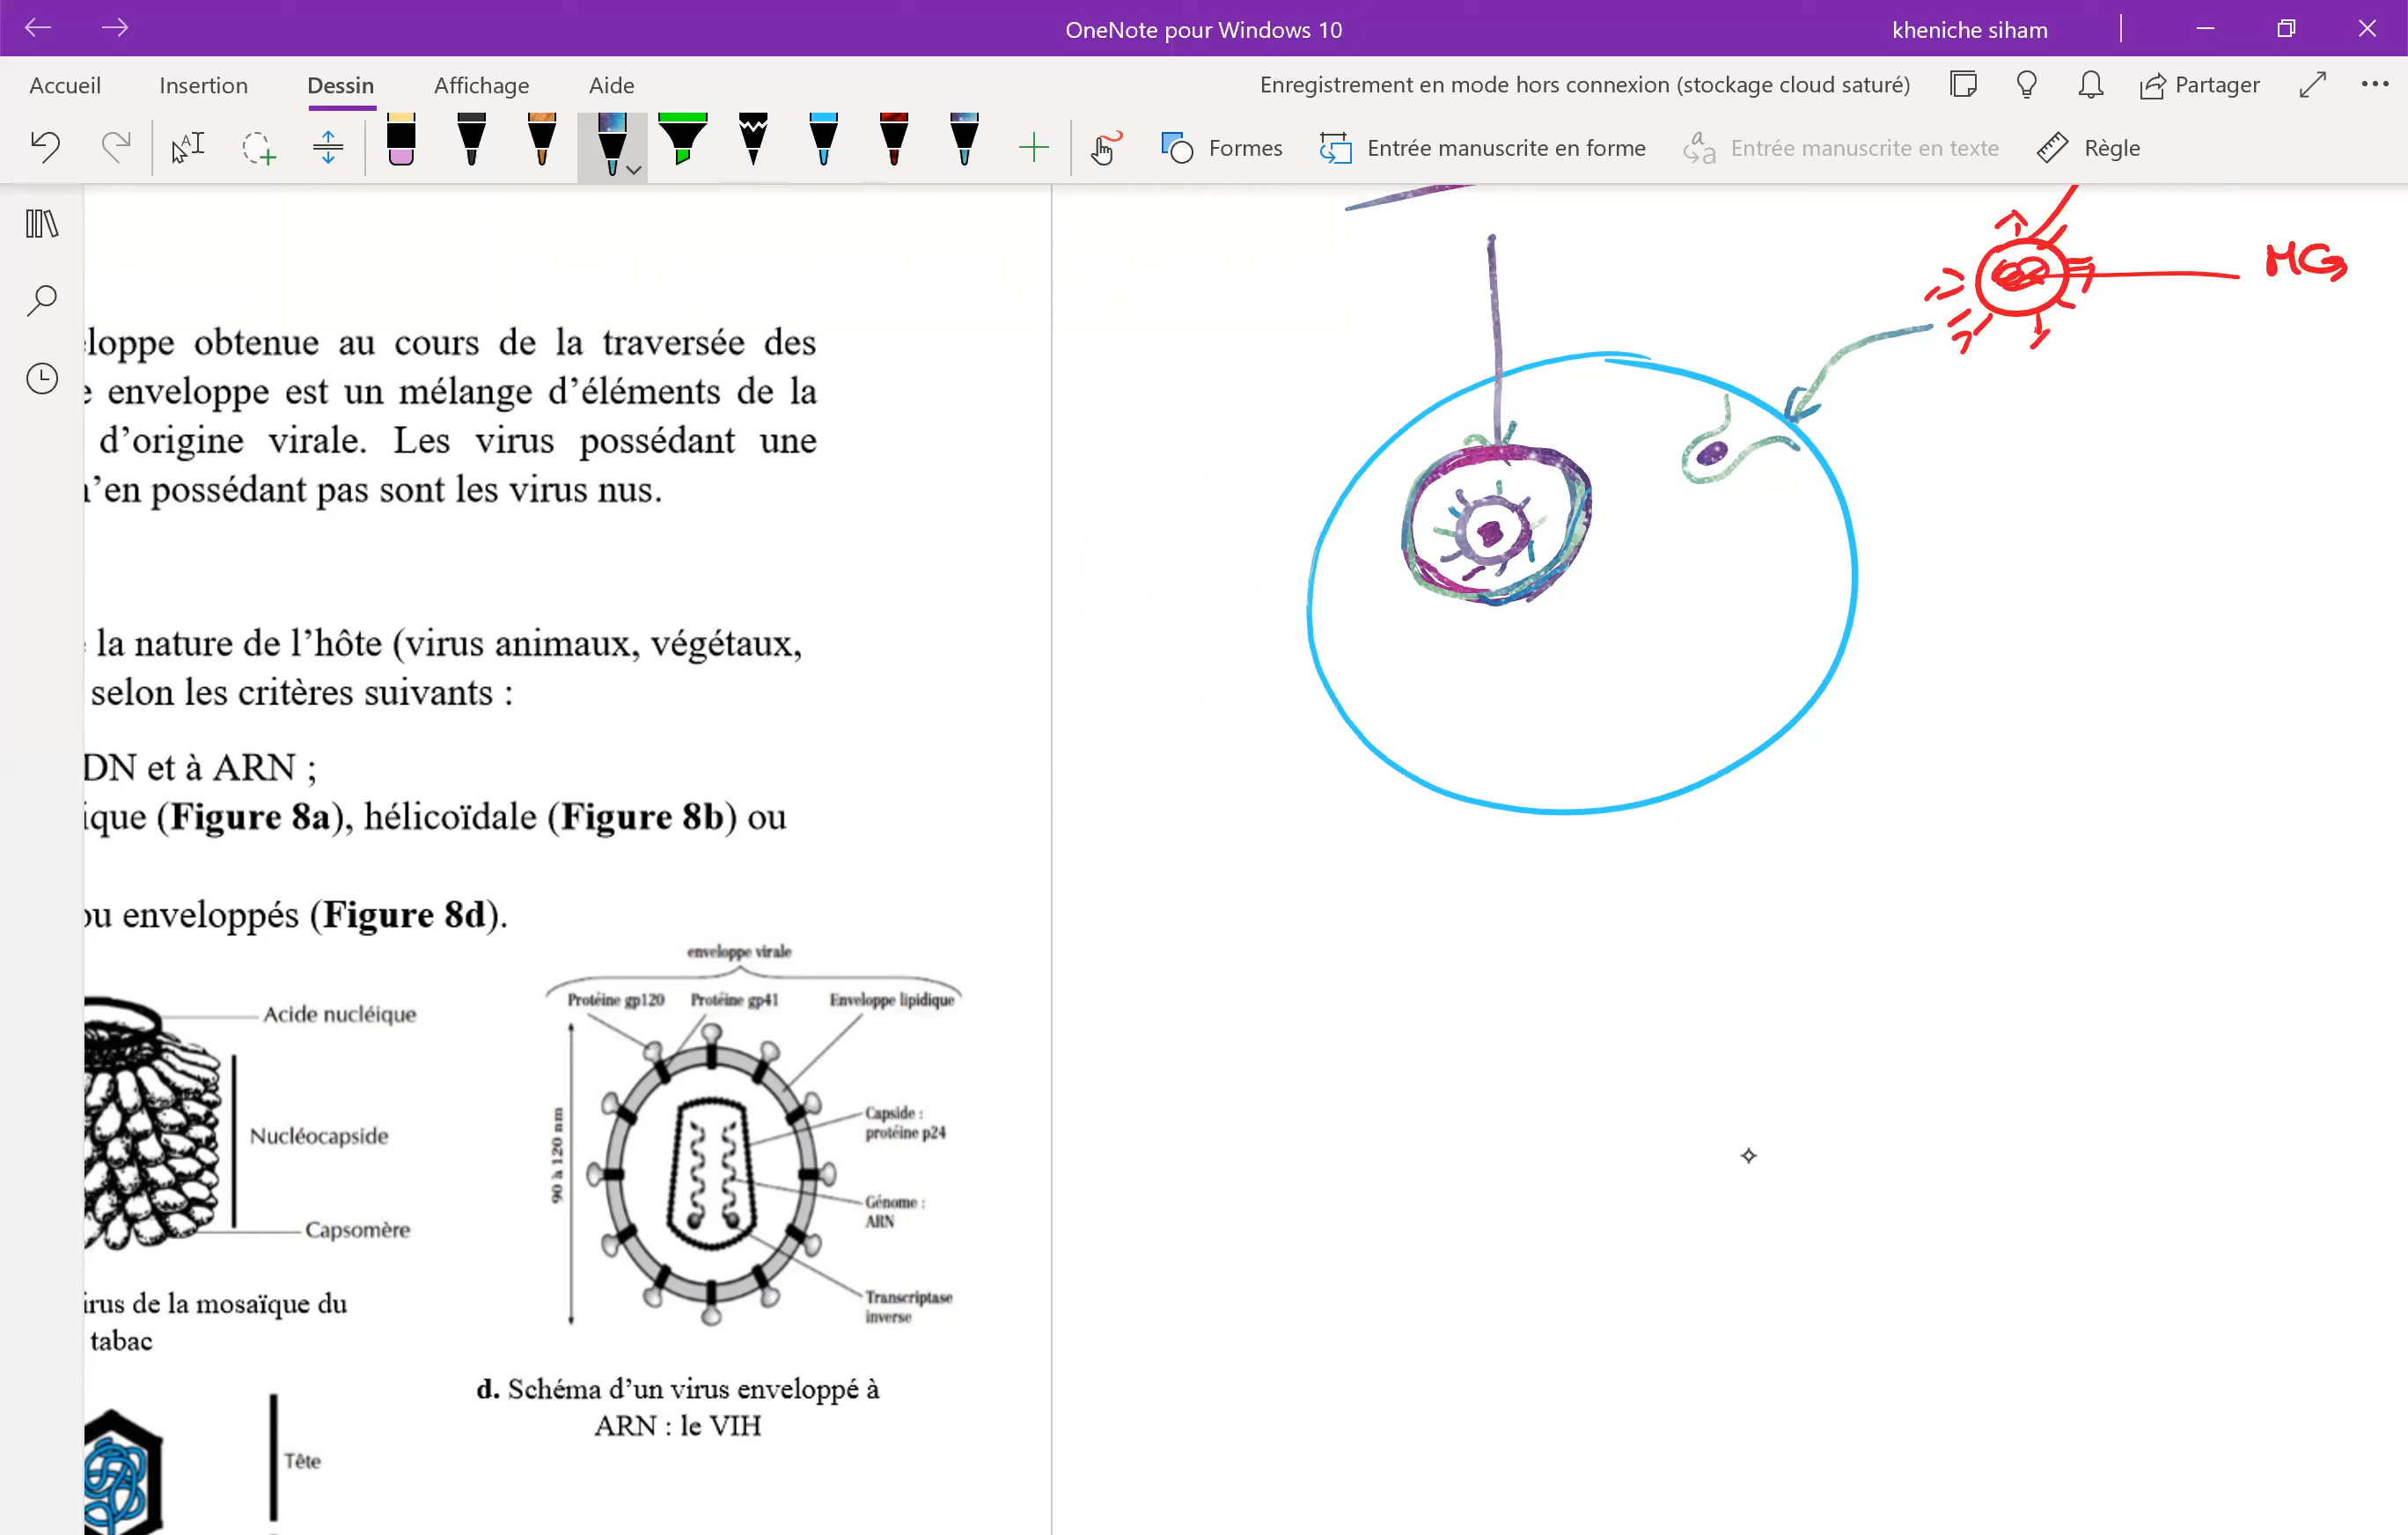 OneNote pour Windows 10
kheniche siham
Accueil Insertion Dessin Affichage Aide
Enregistrement en mode hors connexion (stockage cloud saturé) Partager
Formes Entrée manuscrite en forme Entrée manuscrite en texte Règle
loppe obtenue au cours de la traversée des
enveloppe est un mélange d’éléments de la
d’origine virale. Les virus possédant une
’en possédant pas sont les virus nus.
la nature de l’hôte (virus animaux, végétaux,
selon les critères suivants :
DN et à ARN ;
ique (Figure 8a), hélicoïdale (Figure 8b) ou
ou enveloppés (Figure 8d).
Acide nucléique
Nucléocapside
Capsomère
irus de la mosaïque du
tabac
Tête
enveloppe virale
Protéine gp120 Protéine gp41 Enveloppe lipidique
90 à 120 nm
Capside :
protéine p24
Génome :
ARN
Transcriptase
inverse
d. Schéma d’un virus enveloppé à
ARN : le VIH
MG